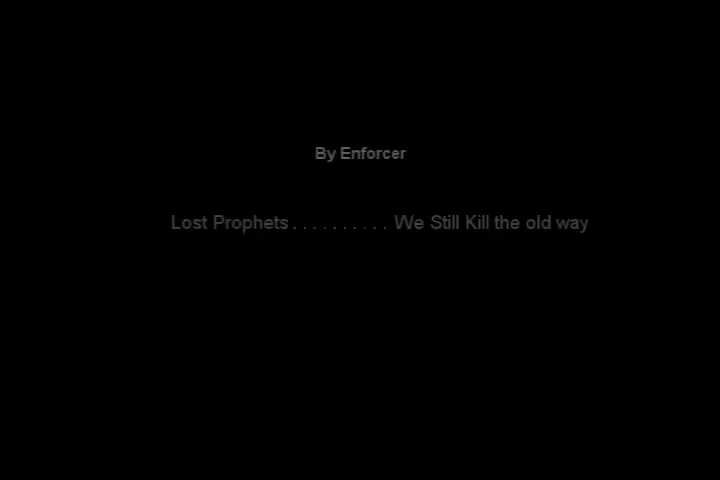 By Enforcer
Lost Prophets . . . . . . . . . . We Still Kill the old way